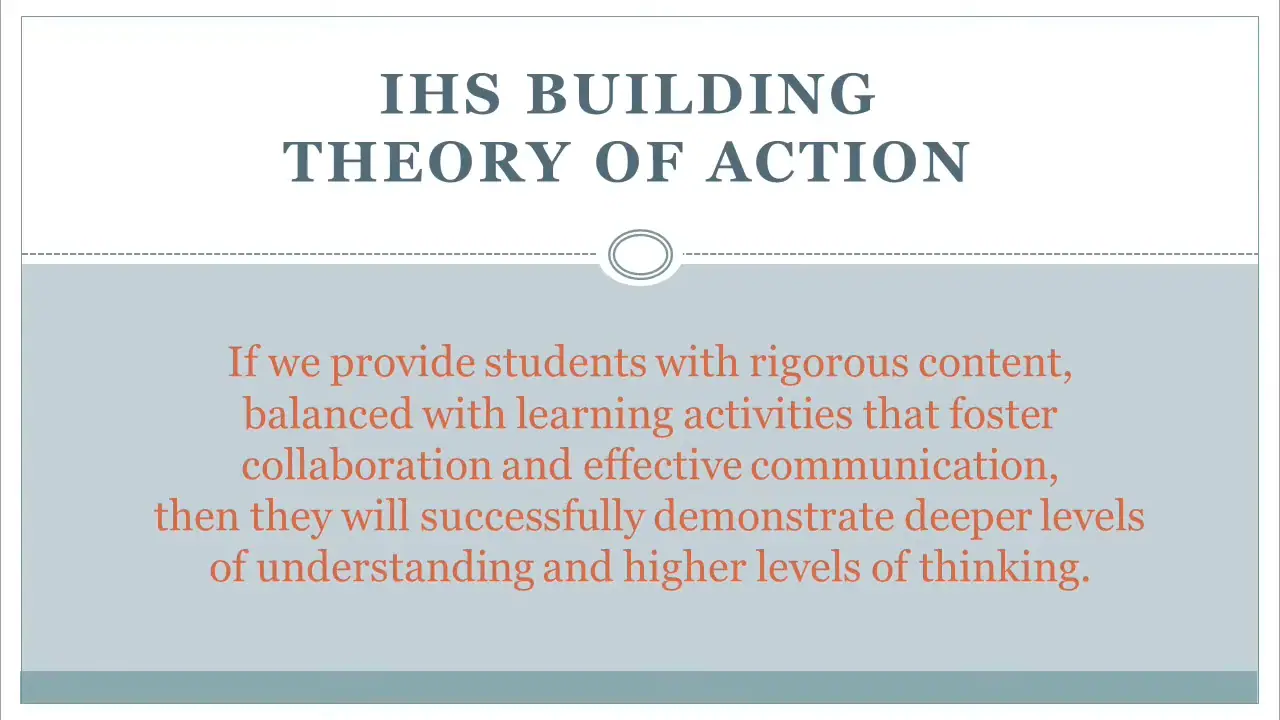 IHS BUILDING
THEORY OF ACTION
If we provide students with rigorous content,
balanced with learning activities that foster
collaboration and effective communication,
then they will successfully demonstrate deeper levels
of understanding and higher levels of thinking.